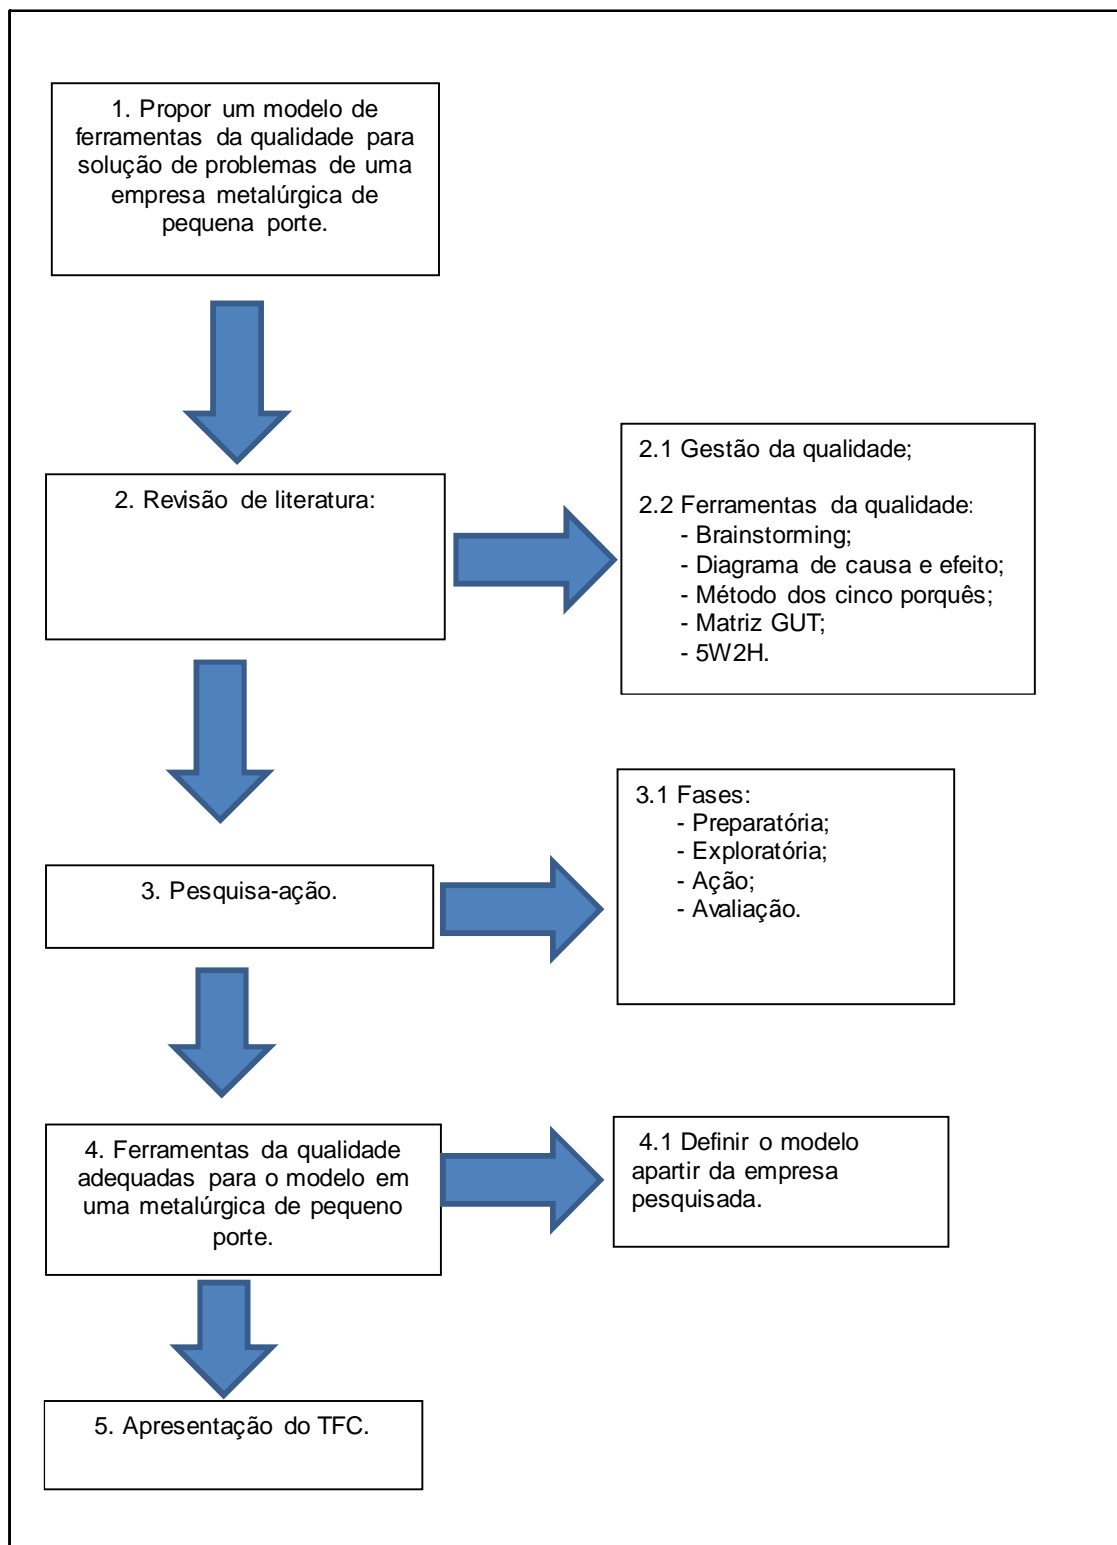 1. Propor um modelo de
ferramentas da qualidade para
solução de problemas de uma
empresa metalúrgica de
pequena porte.
2. Revisão de literatura:
2.1 Gestão da qualidade;
2.2 Ferramentas da qualidade:
- Brainstorming;
- Diagrama de causa e efeito;
- Método dos cinco porquês;
- Matriz GUT;
- 5W2H.
3. Pesquisa-ação.
3.1 Fases:
- Preparatória;
- Exploratória;
- Ação;
- Avaliação.
4. Ferramentas da qualidade
adequadas para o modelo em
uma metalúrgica de pequeno
porte.
4.1 Definir o modelo
apartir da empresa
pesquisada.
5. Apresentação do TFC.